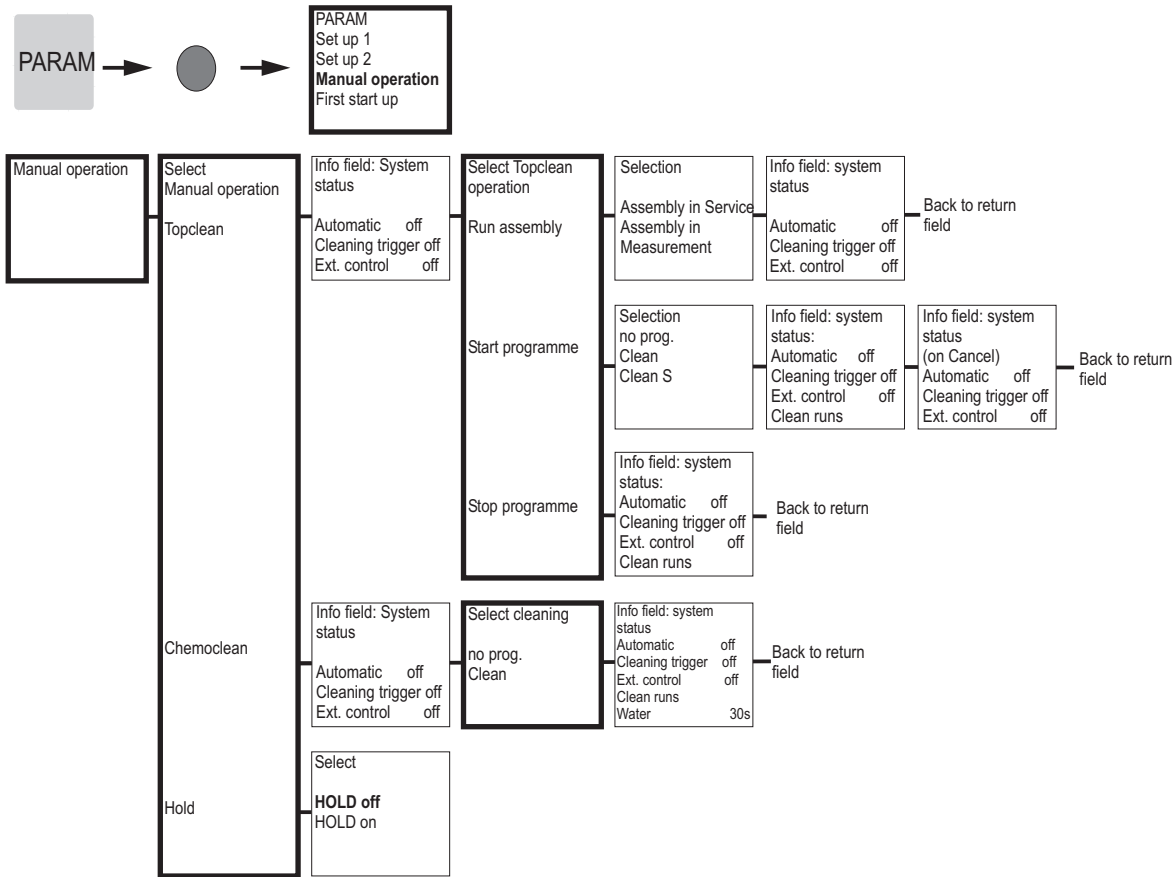 PARAM
PARAM
Set up 1
Set up 2
Manual operation
First start up
Manual operation
Select
Manual operation
Topclean
Info field: System
status
Automatic off
Cleaning trigger off
Ext. control off
Select Topclean
operation
Run assembly
Selection
Assembly in Service
Assembly in
Measurement
Info field: system
status
Automatic off
Cleaning trigger off
Ext. control off
Back to return
field
Start programme
Selection
no prog.
Clean
Clean S
Info field: system
status:
Automatic off
Cleaning trigger off
Ext. control off
Clean runs
Info field: system
status
(on Cancel)
Automatic off
Cleaning trigger off
Ext. control off
Back to return
field
Stop programme
Info field: system
status:
Automatic off
Cleaning trigger off
Ext. control off
Clean runs
Back to return
field
Chemoclean
Info field: System
status
Automatic off
Cleaning trigger off
Ext. control off
Select cleaning
no prog.
Clean
Info field: system
status
Automatic off
Cleaning trigger off
Ext. control off
Clean runs
Water 30s
Back to return
field
Hold
Select
HOLD off
HOLD on